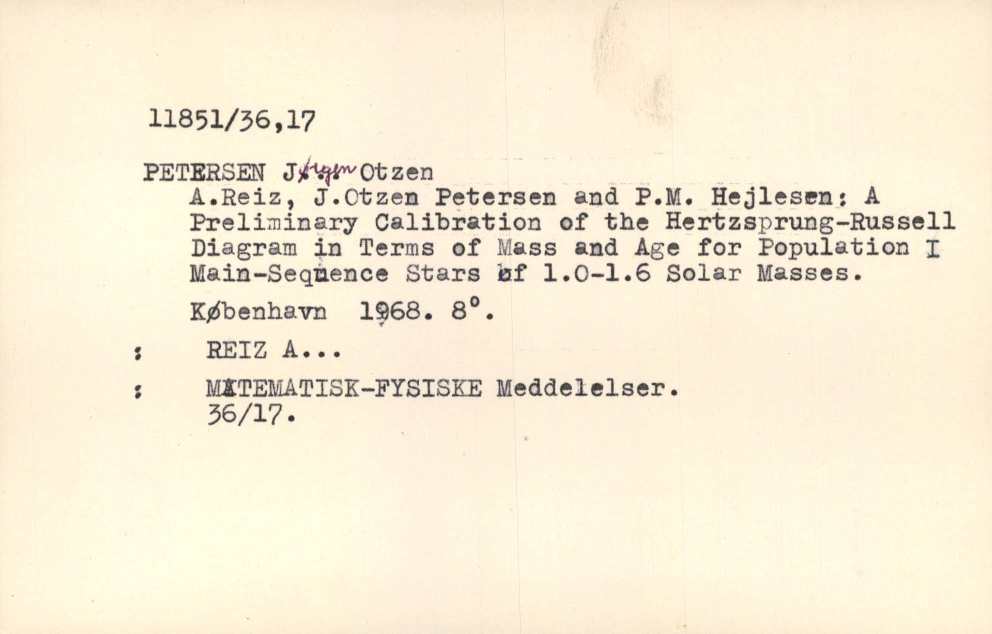 11851/36,17
PETERSEN Jørgen Otzen
A.Reiz, J.Otzen Petersen and P.M. Hejlesen: A
Preliminary Calibration of the Hertzsprung-Russell
Diagram in Terms of Mass and Age for Population I
Main-Sequence Stars of 1.0-1.6 Solar Masses.
København 1968. 8°.
: REIZ A...
: MATEMATISK-FYSISKE Meddelelser.
36/17.